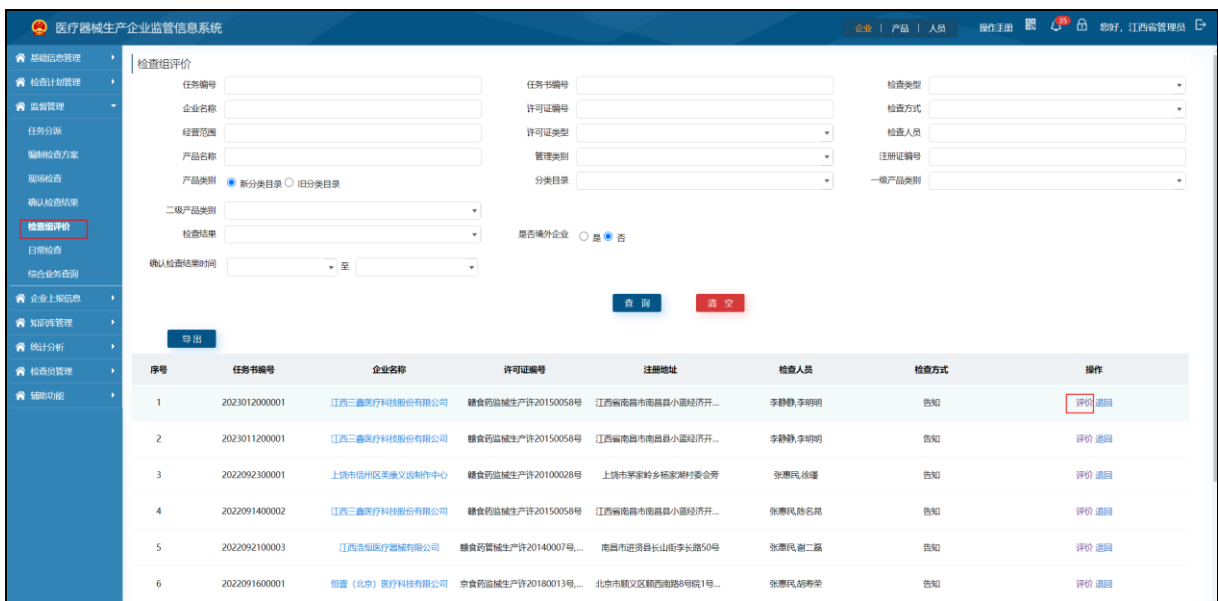 医疗器械生产企业监管信息系统
企业 | 产品 | 人员 操作手册 35 您好，江西省管理员
基础信息管理
检查计划管理
监督管理
任务分派
编制检查方案
现场检查
确认检查结果
检查组评价
日常检查
综合业务查询
企业上报信息
知识库管理
统计分析
检查员管理
辅助功能
检查组评价
任务编号 任务书编号 检查类型
企业名称 许可证编号 检查方式
经营范围 许可证类型 检查人员
产品名称 管理类别 注册证编号
产品类别 新分类目录 旧分类目录 分类目录 一级产品类别
二级产品类别
检查结果 是否境外企业 是 否
确认检查结果时间 至
查 询 清 空
导出
序号 任务书编号 企业名称 许可证编号 注册地址 检查人员 检查方式 操作
1 2023012000001 江西三鑫医疗科技股份有限公司 赣食药监械生产许20150058号 江西省南昌市南昌县小蓝经济开... 李静静,李明明 告知 评价 退回
2 2023011200001 江西三鑫医疗科技股份有限公司 赣食药监械生产许20150058号 江西省南昌市南昌县小蓝经济开... 李静静,李明明 告知 评价 退回
3 2022092300001 上饶市信州区美康义齿制作中心 赣食药监械生产许20100028号 上饶市茅家岭乡杨家湖村委会旁 张惠民,徐瑾 告知 评价 退回
4 2022091400002 江西三鑫医疗科技股份有限公司 赣食药监械生产许20150058号 江西省南昌市南昌县小蓝经济开... 张惠民,陈名昆 告知 评价 退回
5 2022092100003 江西浩恒医疗器械有限公司 赣食药管械生产许20140007号,... 南昌市进贤县长山街李长路50号 张惠民,谢二磊 告知 评价 退回
6 2022091600001 恒壹（北京）医疗科技有限公司 京食药监械生产许20180013号,... 北京市顺义区顺西南路8号院1号... 张惠民,胡寿荣 告知 评价 退回